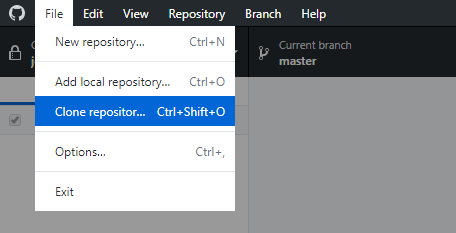 File Edit View Repository Branch Help
New repository... Ctrl+N
Add local repository... Ctrl+O
Clone repositor... Ctrl+Shift+O
Options... Ctrl+,
Exit
Current branch
master